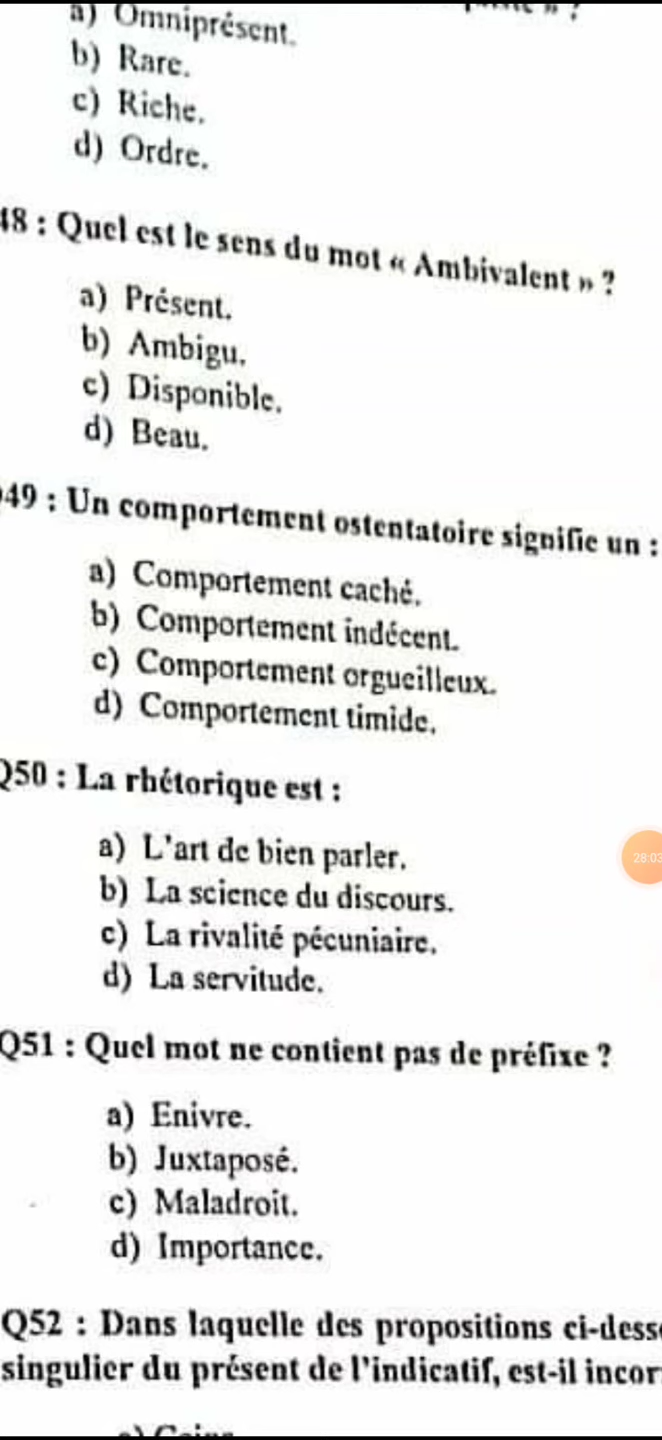 a) Omniprésent.
b) Rare.
c) Riche.
d) Ordre.
48 : Quel est le sens du mot « Ambivalent » ?
a) Présent.
b) Ambigu.
c) Disponible.
d) Beau.
49 : Un comportement ostentatoire signifie un :
a) Comportement caché.
b) Comportement indécent.
c) Comportement orgueilleux.
d) Comportement timide.
Q50 : La rhétorique est :
a) L'art de bien parler.
b) La science du discours.
c) La rivalité pécuniaire.
d) La servitude.
28:03
Q51 : Quel mot ne contient pas de préfixe ?
a) Enivre.
b) Juxtaposé.
c) Maladroit.
d) Importance.
Q52 : Dans laquelle des propositions ci-dess
singulier du présent de l'indicatif, est-il incor